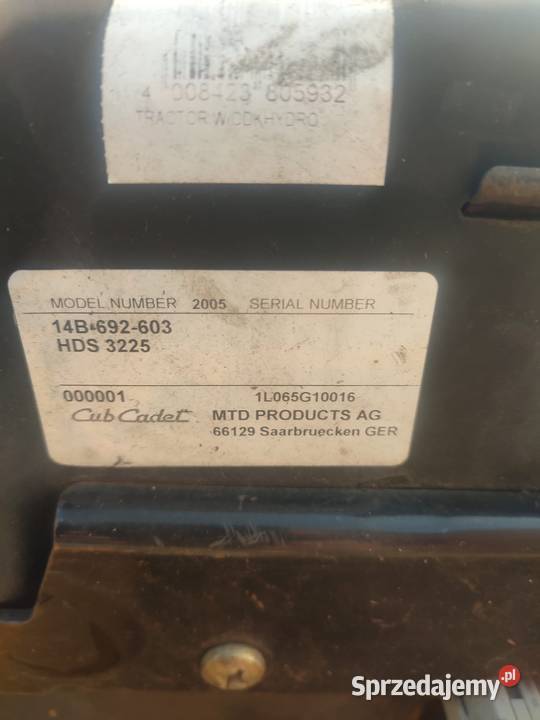 4 008423 805932
TRACTOR W/DDKHYDRO
MODEL NUMBER 2005 SERIAL NUMBER
14B-692-603
HDS 3225
000001 1L065G10016
Cub Cadet MTD PRODUCTS AG
66129 Saarbruecken GER
Sprzedajemy.pl